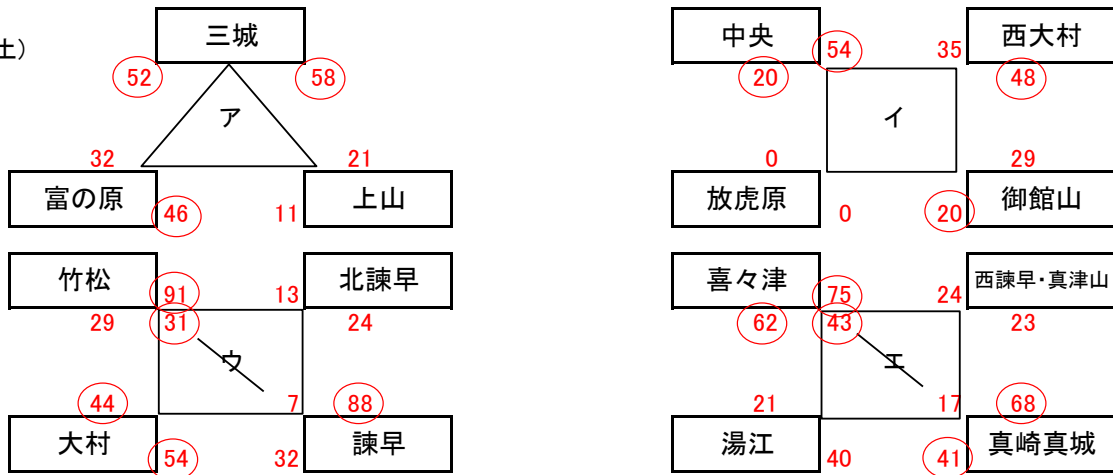 土）
三城
52 58
ア
32 21
富の原 46 11 上山
中央 54 35 西大村
20 48
イ
0 29
放虎原 0 20 御館山
竹松 91 13 北諫早
29 31 24
ウ
44 7 88
大村 54 32 諫早
喜々津 75 24 西諫早・真津山
62 43 23
エ
21 17 68
湯江 40 41 真崎真城